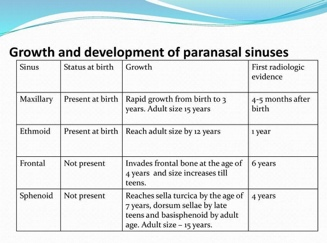 Growth and development of paranasal sinuses
Sinus Status at birth Growth First radiologic
evidence
Maxillary Present at birth Rapid growth from birth to 3 4-5 months after
years. Adult size 15 years birth
Ethmoid Present at birth Reach adult size by 12 years 1 year
Frontal Not present Invades frontal bone at the age of 6 years
4 years and size increases till
teens.
Sphenoid Not present Reaches sella turcica by the age of 4 years
7 years, dorsum sellae by late
teens and basisphenoid by adult
age. Adult size – 15 years.